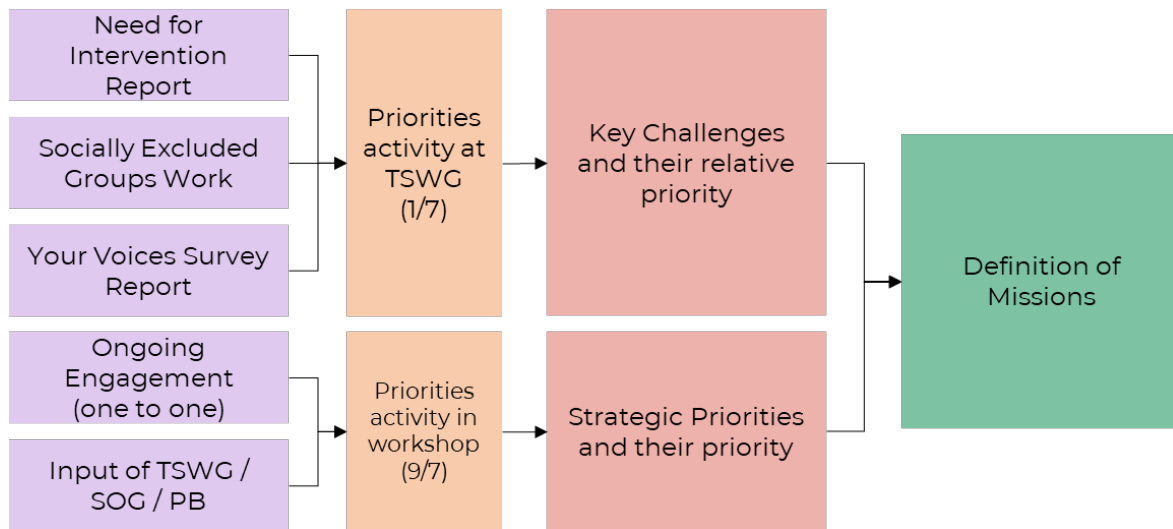 Need for
Intervention
Report
Socially Excluded
Groups Work
Your Voices Survey
Report
Ongoing
Engagement
(one to one)
Input of TSWG /
SOG / PB
Priorities
activity at
TSWG
(1/7)
Priorities
activity in
workshop
(9/7)
Key Challenges
and their relative
priority
Strategic Priorities
and their priority
Definition of
Missions